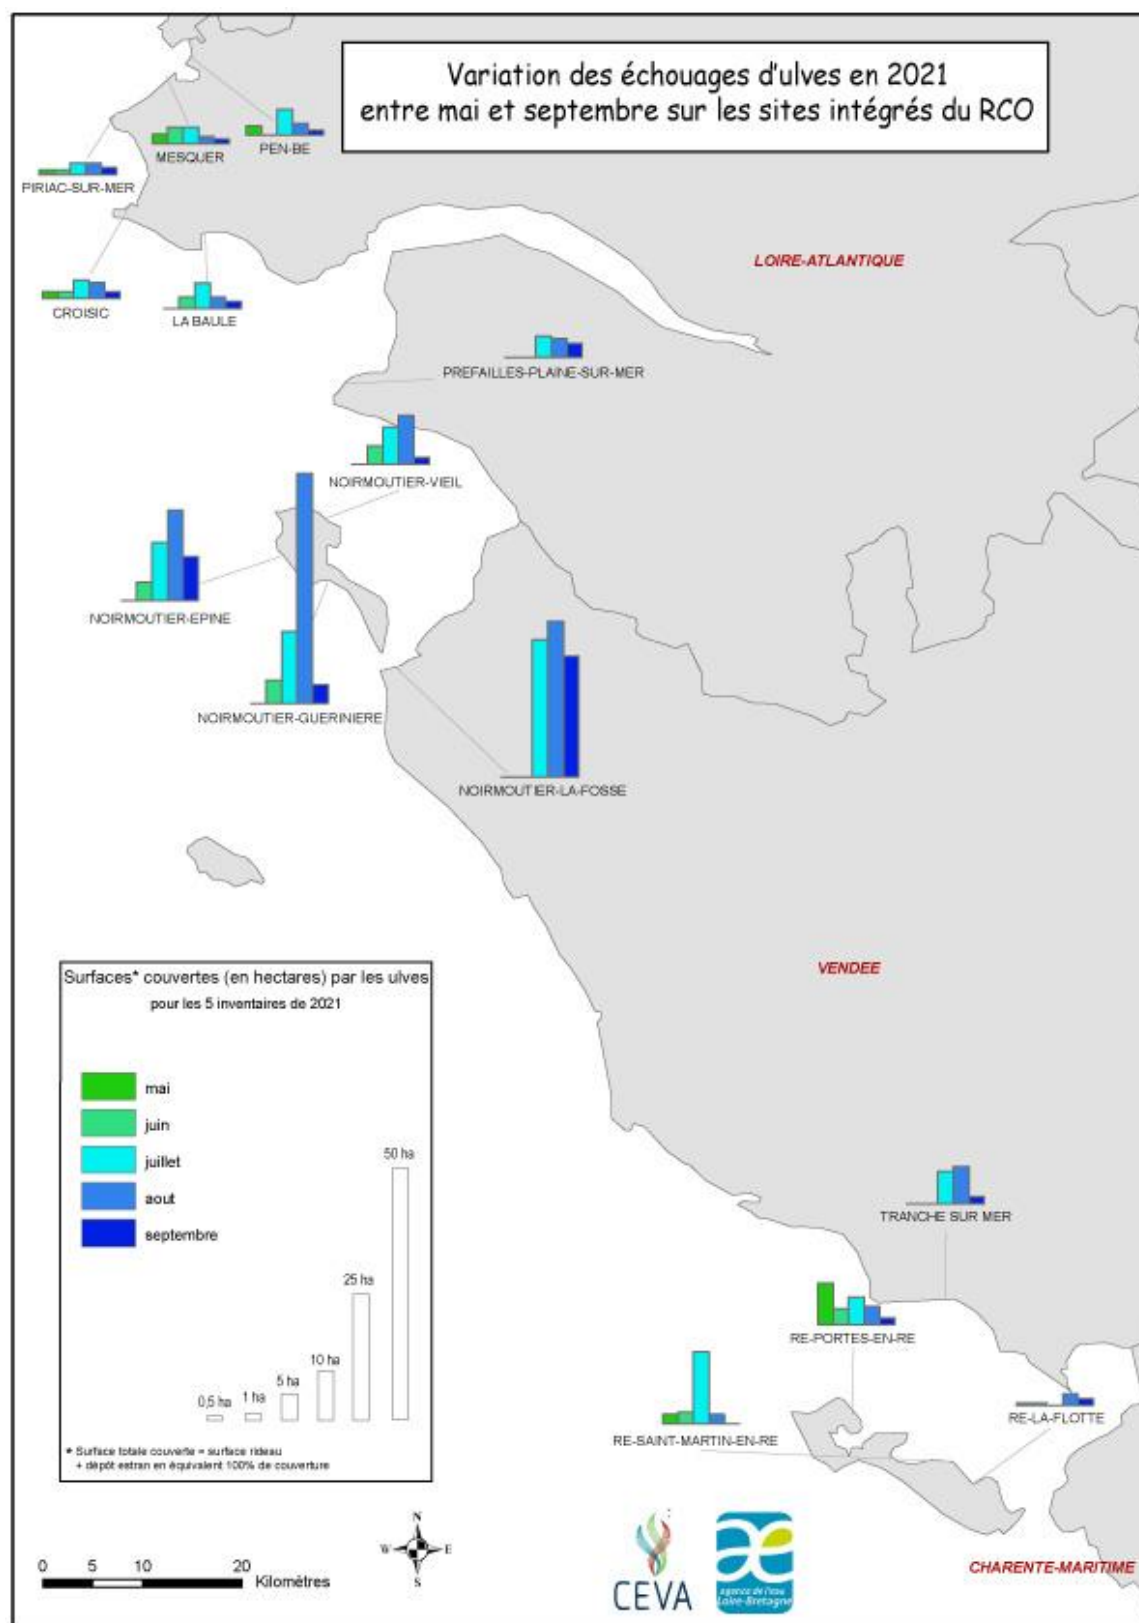 Variation des échouages d'ulves en 2021
entre mai et septembre sur les sites intégrés du RCO
MESQUER
PEN-BE
PIRIAC-SUR-MER
CROISIC
LA BAULE
LOIRE-ATLANTIQUE
PREFAILLES-PLAINE-SUR-MER
NOIRMOUTIER-VIEIL
NOIRMOUTIER-EPINE
NOIRMOUTIER-GUERINIERE
NOIRMOUTIER-LA-FOSSE
VENDEE
Surfaces* couvertes (en hectares) par les ulves
pour les 5 inventaires de 2021
mai
juin
juillet
aout
septembre
0,5 ha
1 ha
5 ha
10 ha
25 ha
50 ha
* Surface totale couverte = surface rideau
+ dépôt estran en équivalent 100% de couverture
TRANCHE SUR MER
RE-PORTES-EN-RE
RE-SAINT-MARTIN-EN-RE
RE-LA-FLOTTE
CHARENTE-MARITIME
N
W E
S
0 5 10 20
Kilomètres
CEVA
æ
agence de l'eau
Loire-Bretagne